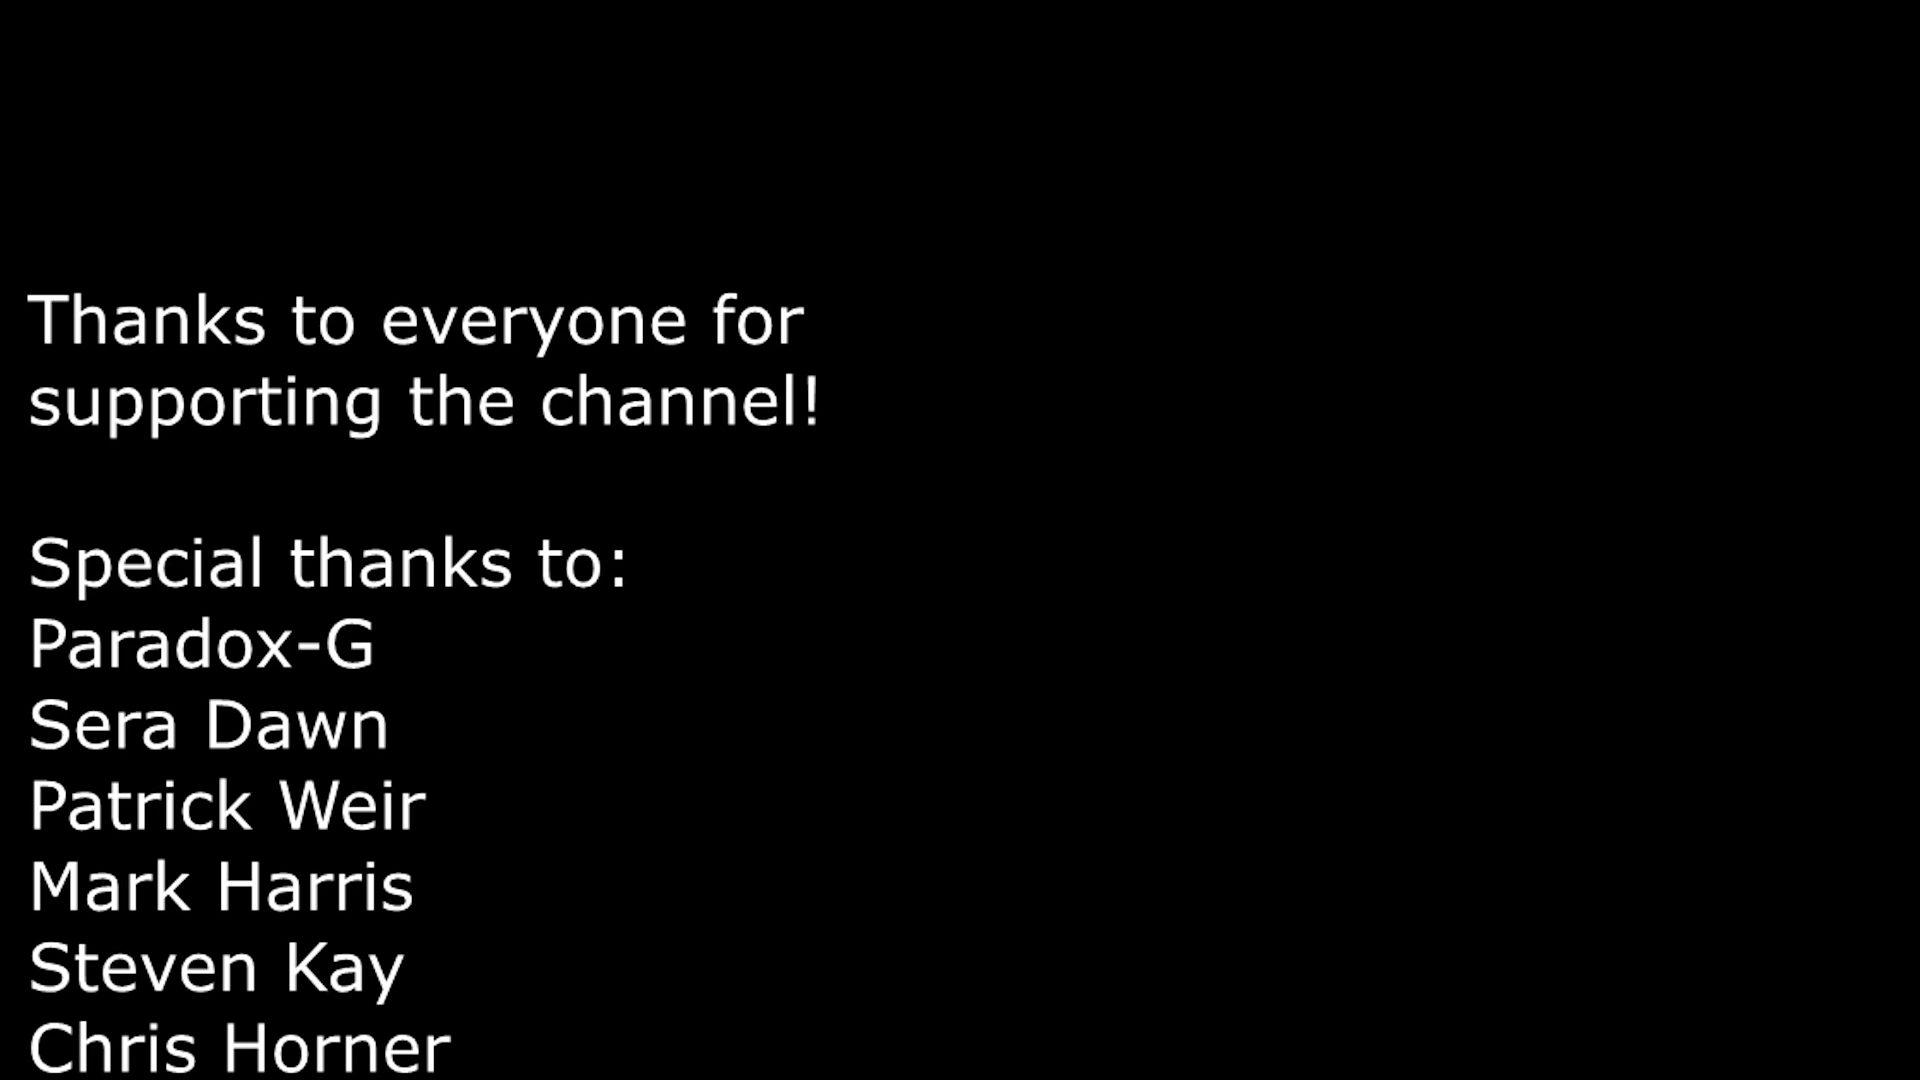 Thanks to everyone for
supporting the channel!
Special thanks to:
Paradox-G
Sera Dawn
Patrick Weir
Mark Harris
Steven Kay
Chris Horner